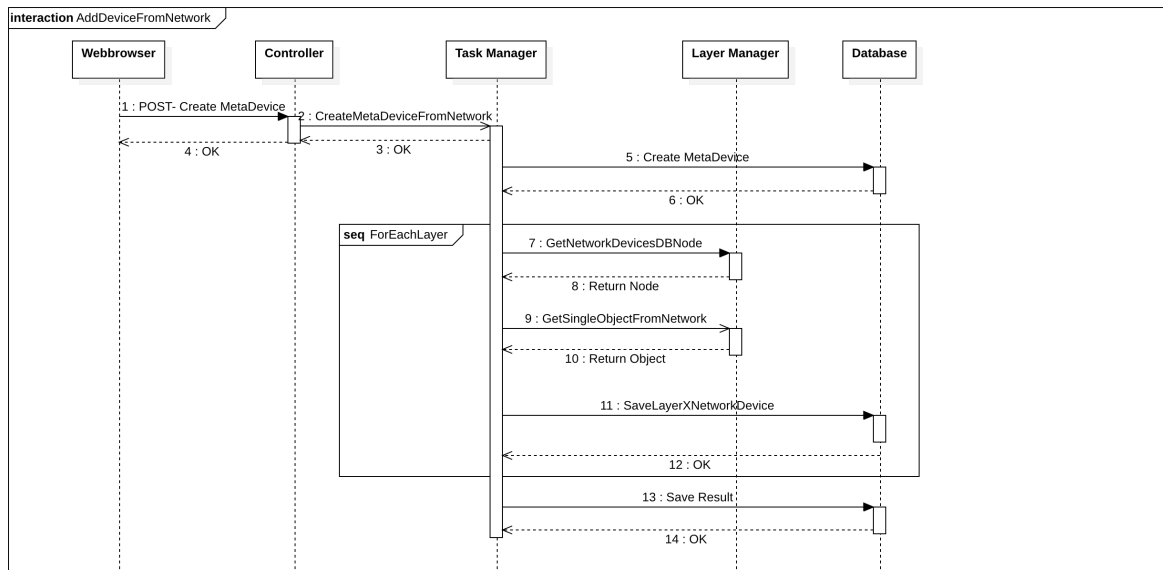 interaction AddDeviceFromNetwork
Webbrowser
Controller
Task Manager
Layer Manager
Database
1 : POST- Create MetaDevice
2 : CreateMetaDeviceFromNetwork
3 : OK
4 : OK
5 : Create MetaDevice
6 : OK
seq ForEachLayer
7 : GetNetworkDevicesDBNode
8 : Return Node
9 : GetSingleObjectFromNetwork
10 : Return Object
11 : SaveLayerXNetworkDevice
12 : OK
13 : Save Result
14 : OK